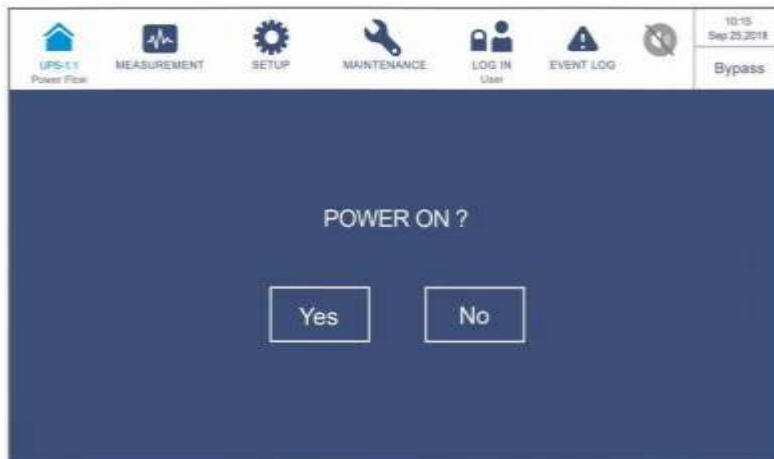 10:15
Sep 25,2018
UPS-1.1
MEASUREMENT
SETUP
MAINTENANCE
LOG IN
EVENT LOG
Power Flow
User
Bypass
POWER ON ?
Yes
No